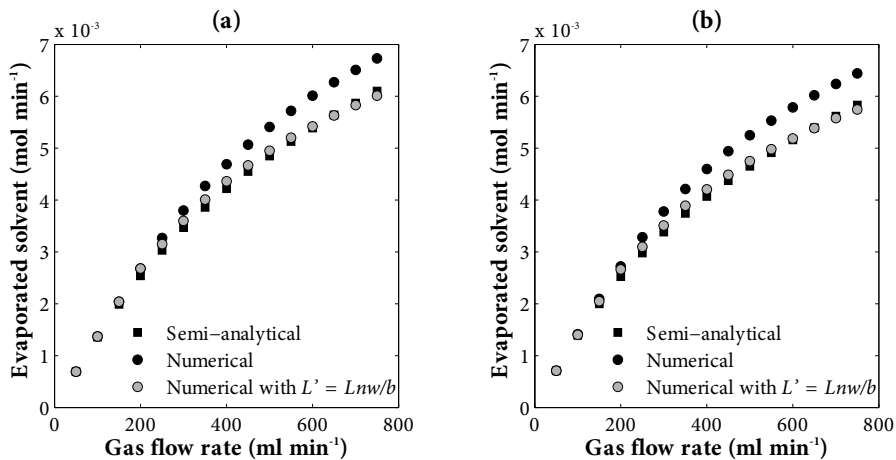 (a)
x 10⁻³
7
6
5
4
3
2
1
0
0 200 400 600 800
Evaporated solvent (mol min⁻¹)
Gas flow rate (ml min⁻¹)
Semi−analytical
Numerical
Numerical with L’ = Lnw/b
(b)
x 10⁻³
7
6
5
4
3
2
1
0
0 200 400 600 800
Evaporated solvent (mol min⁻¹)
Gas flow rate (ml min⁻¹)
Semi−analytical
Numerical
Numerical with L’ = Lnw/b